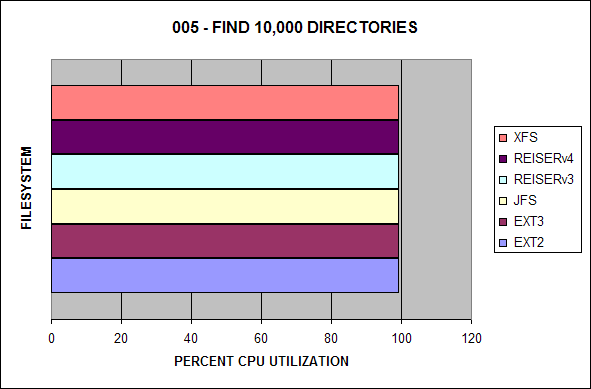 005 - FIND 10,000 DIRECTORIES
FILESYSTEM
XFS
REISERv4
REISERv3
JFS
EXT3
EXT2
0 20 40 60 80 100 120
PERCENT CPU UTILIZATION